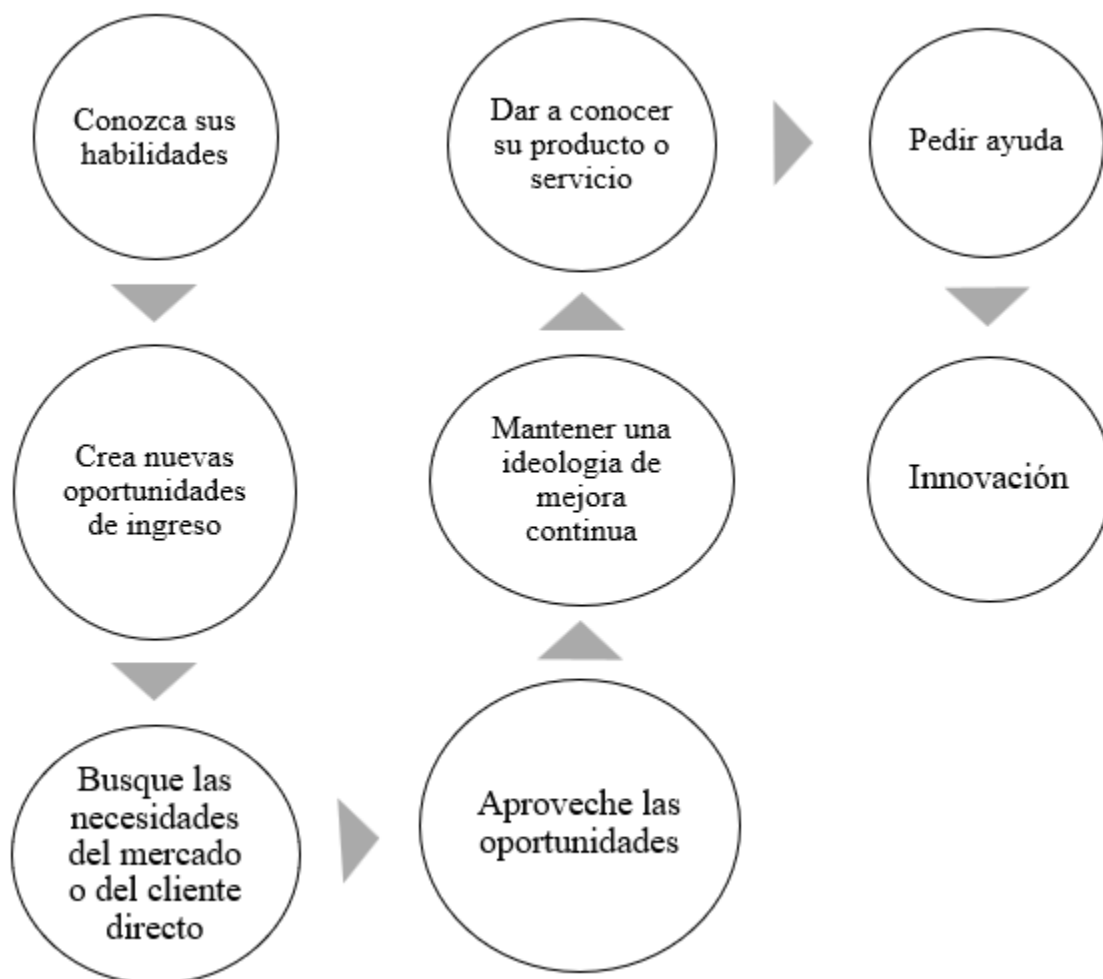 Conozca sus
habilidades
Crea nuevas
oportunidades
de ingreso
Busque las
necesidades
del mercado
o del cliente
directo
Aproveche las
oportunidades
Mantener una
ideologia de
mejora
continua
Dar a conocer
su producto o
servicio
Pedir ayuda
Innovación